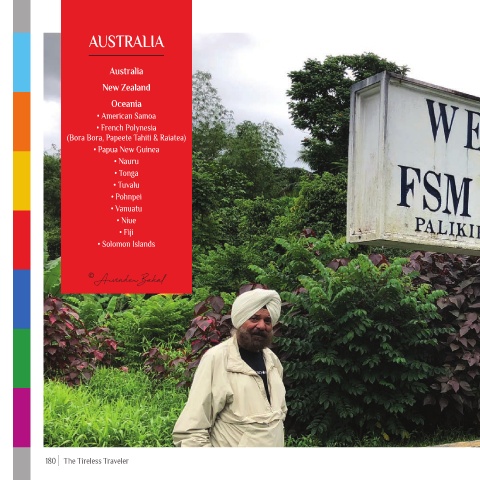 AUSTRALIA
Australia
New Zealand
Oceania
• American Samoa
• French Polynesia
(Bora Bora, Papeete Tahiti & Raiatea)
• Papua New Guinea
• Nauru
• Tonga
• Tuvalu
• Pohnpei
• Vanuatu
• Niue
• Fiji
• Solomon Islands
WE
FSM
PALIKI
180 | The Tireless Traveler